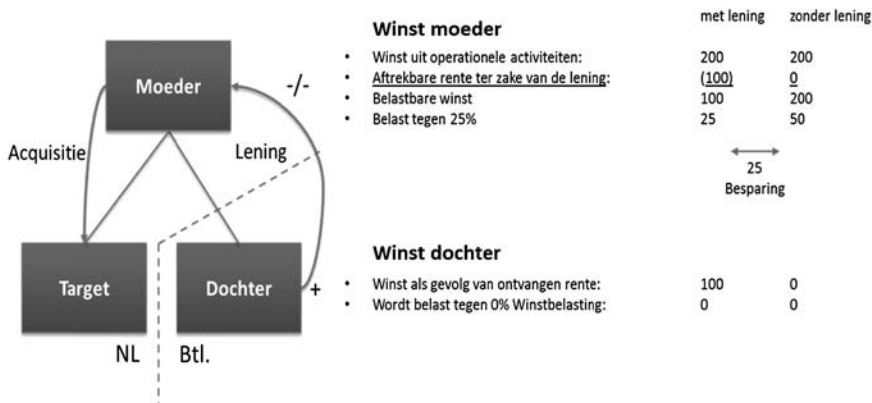 Moeder
-/-
Acquisitie
Lening
Target
Dochter
+
NL
Btl.
met lening zonder lening
Winst moeder
• Winst uit operationele activiteiten: 200 200
• Aftrekbare rente ter zake van de lening: (100) 0
• Belastbare winst 100 200
• Belast tegen 25% 25 50
25
Besparing
Winst dochter
• Winst als gevolg van ontvangen rente: 100 0
• Wordt belast tegen 0% Winstbelasting: 0 0